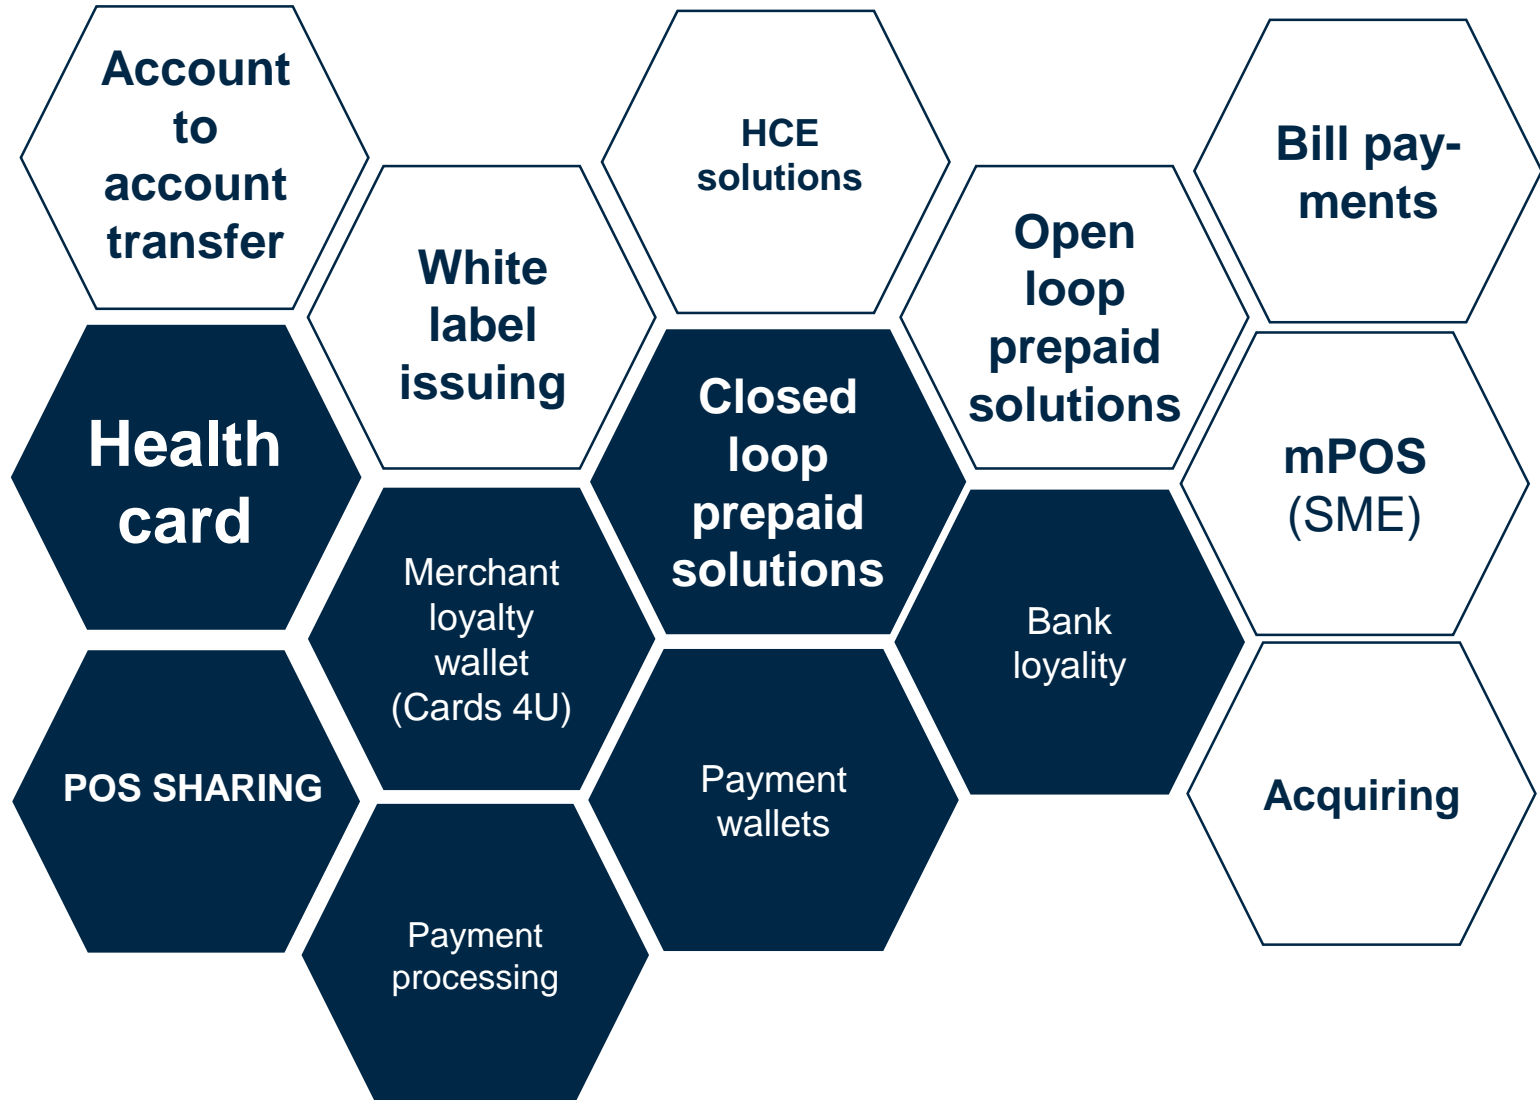 Account
to
account
transfer
HCE
solutions
Bill pay-
ments
White
label
issuing
Open
loop
prepaid
solutions
Health
card
Closed
loop
prepaid
solutions
mPOS
(SME)
Merchant
loyalty
wallet
(Cards 4U)
Bank
loyality
POS SHARING
Payment
wallets
Acquiring
Payment
processing